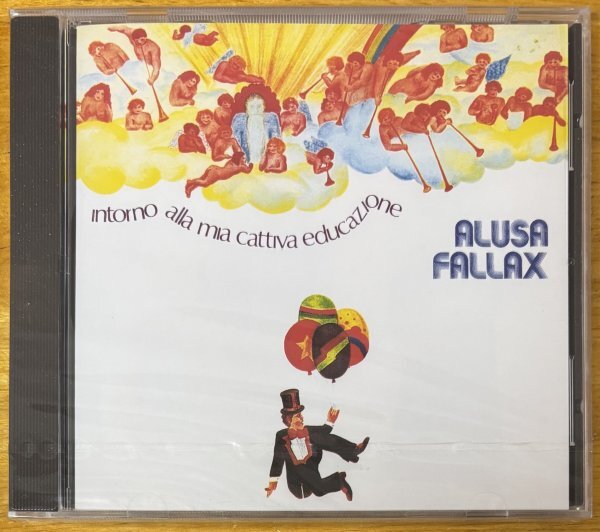 intorno alla mia cattiva educazione
ALUSA
FALLAX